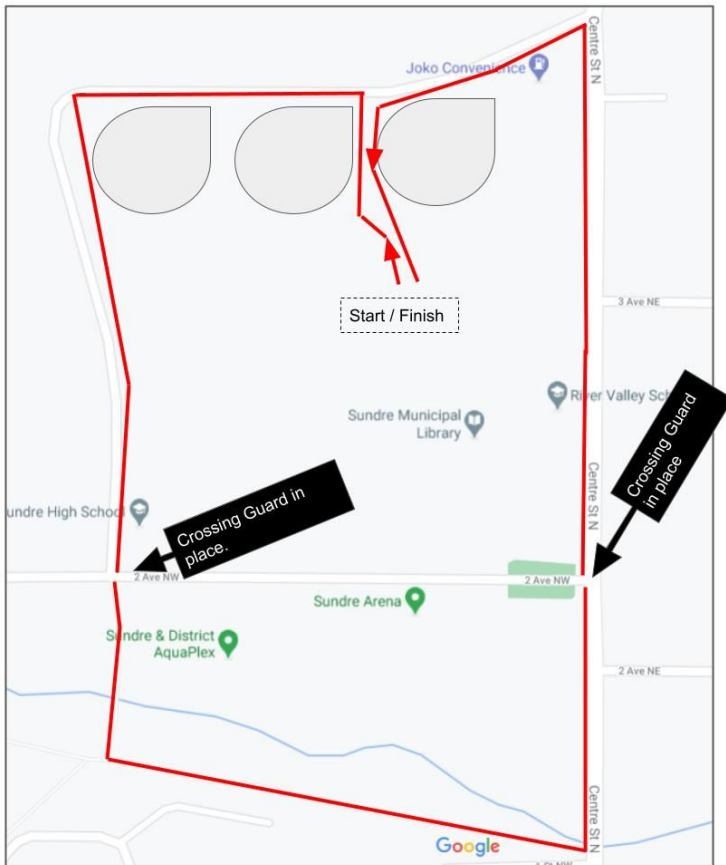 Centre St N
Joko Convenience
Start / Finish
3 Ave NE
River Valley Sch
Sundre Municipal
Library
Crossing Guard
in place
Centre St N
undre High School
Crossing Guard in
place.
2 Ave NW
2 Ave NW
Sundre Arena
Sundre & District
AquaPlex
2 Ave NE
Centre St N
Google